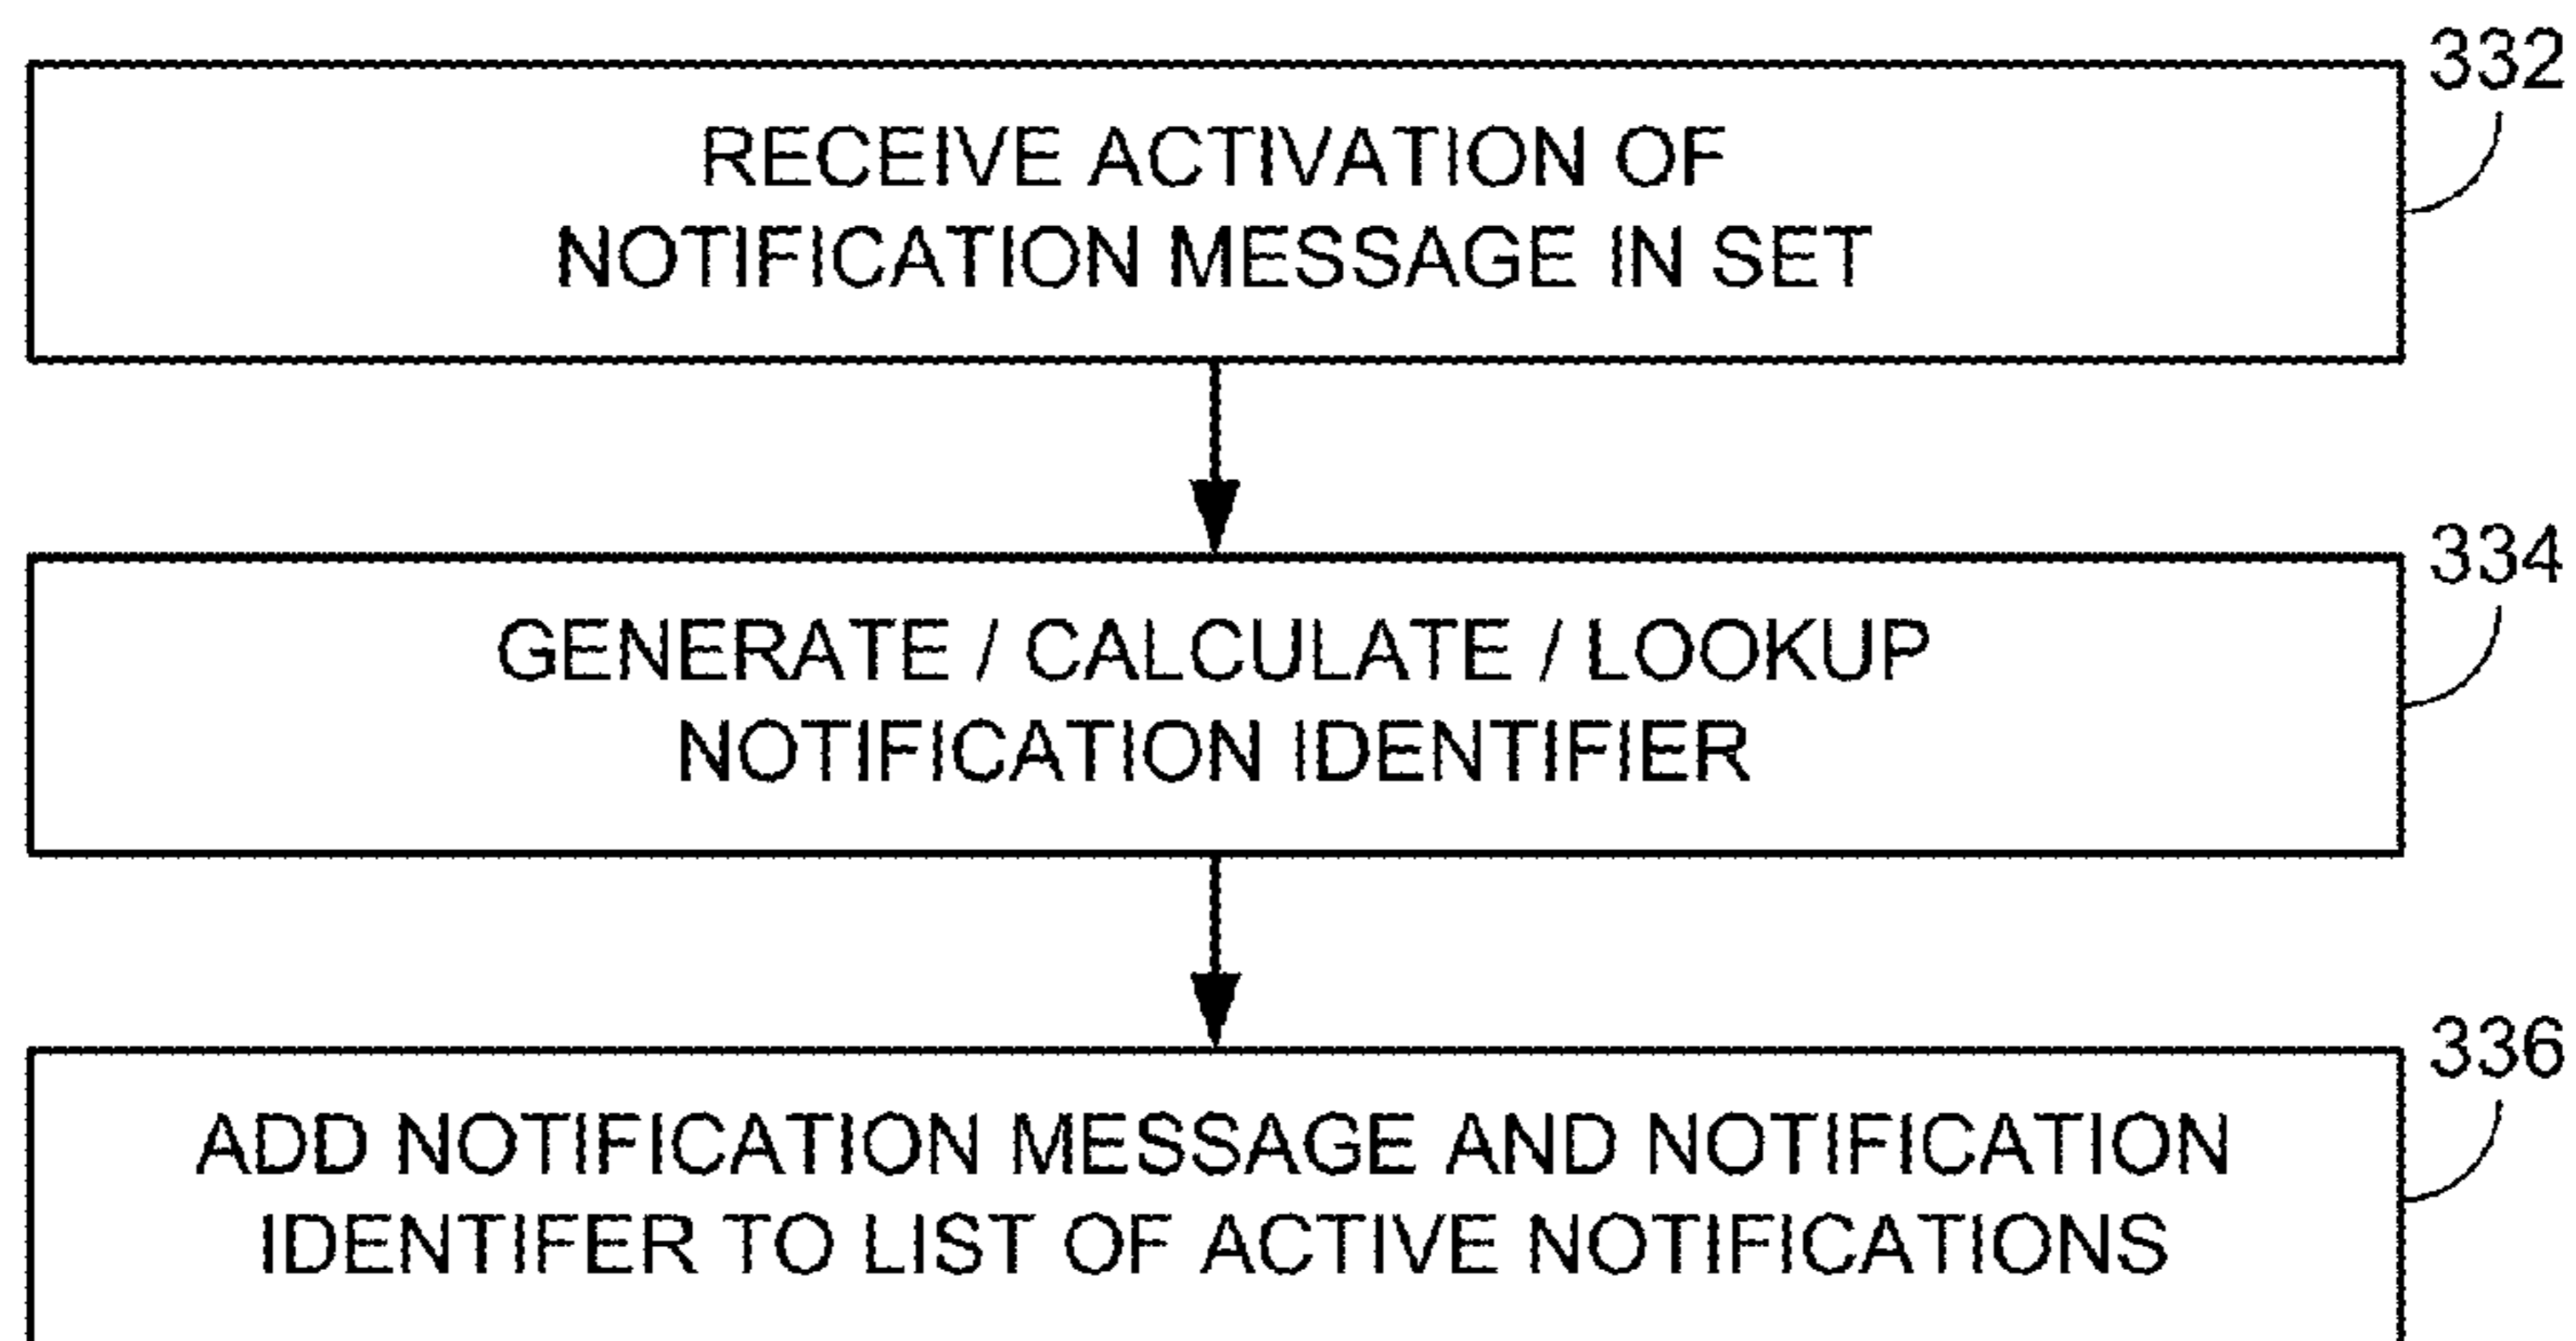 332
RECEIVE ACTIVATION OF
NOTIFICATION MESSAGE IN SET
334
GENERATE / CALCULATE / LOOKUP
NOTIFICATION IDENTIFIER
336
ADD NOTIFICATION MESSAGE AND NOTIFICATION
IDENTIFER TO LIST OF ACTIVE NOTIFICATIONS